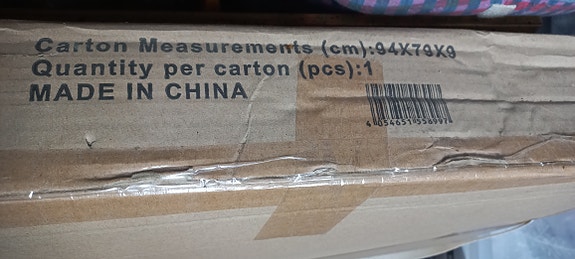 Carton Measurements (cm):94X79X9
Quantity per carton (pcs):1
MADE IN CHINA